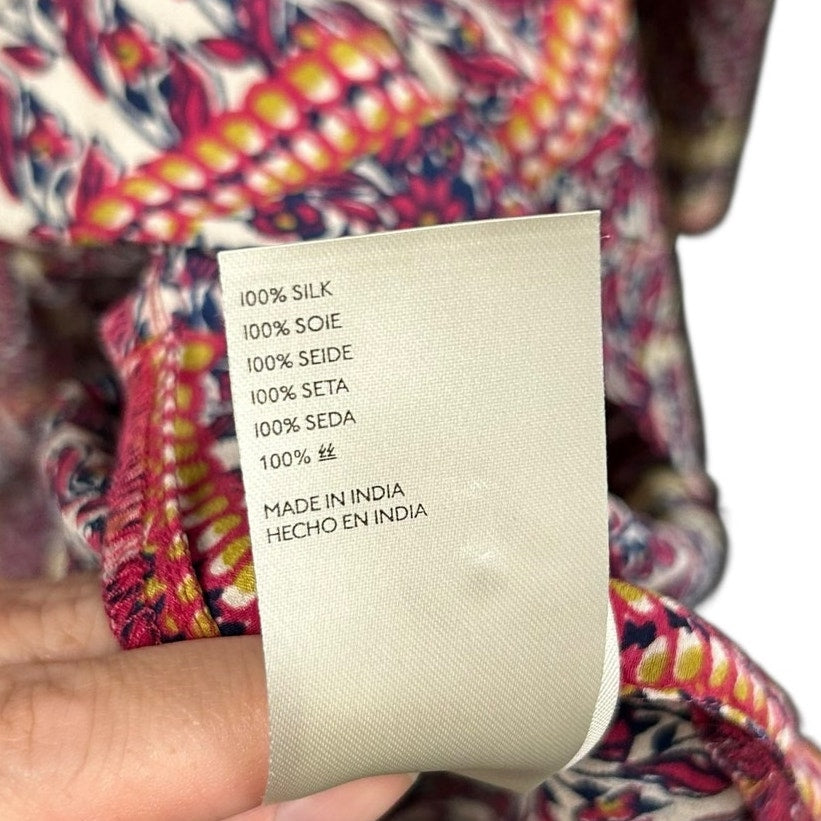 100% SILK
100% SOIE
100% SEIDE
100% SETA
100% SEDA
100% 丝
MADE IN INDIA
HECHO EN INDIA